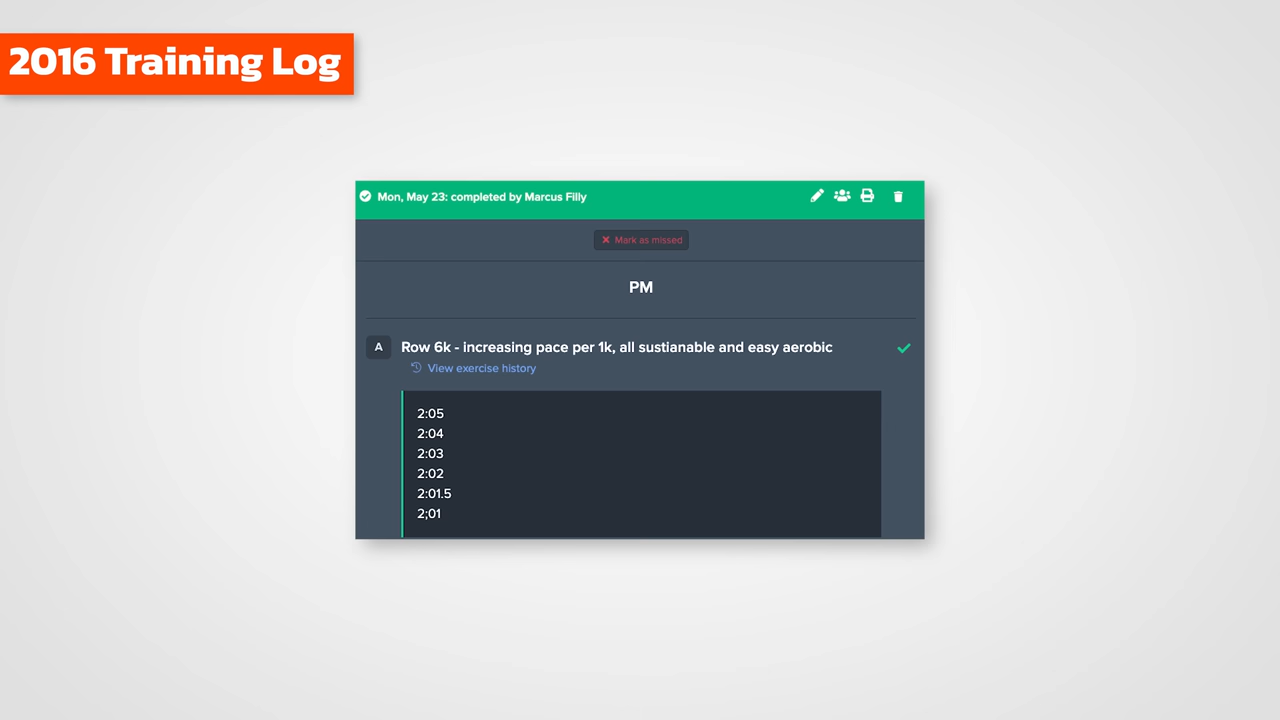 2016 Training Log
Mon, May 23: completed by Marcus Filly
Mark as missed
PM
A
Row 6k - increasing pace per 1k, all sustianable and easy aerobic
View exercise history
2:05
2:04
2:03
2:02
2:01.5
2;01